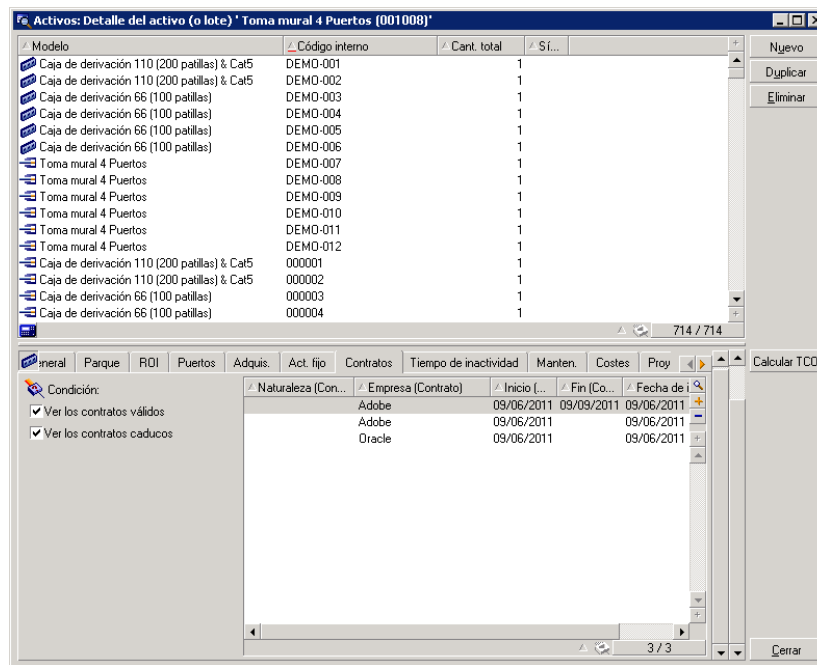 Activos: Detalle del activo (o lote) ' Toma mural 4 Puertos (001008)'
Modelo Código interno Cant. total Sí...
Caja de derivación 110 (200 patillas) & Cat5 DEMO-001 1
Caja de derivación 110 (200 patillas) & Cat5 DEMO-002 1
Caja de derivación 66 (100 patillas) DEMO-003 1
Caja de derivación 66 (100 patillas) DEMO-004 1
Caja de derivación 66 (100 patillas) DEMO-005 1
Caja de derivación 66 (100 patillas) DEMO-006 1
Toma mural 4 Puertos DEMO-007 1
Toma mural 4 Puertos DEMO-008 1
Toma mural 4 Puertos DEMO-009 1
Toma mural 4 Puertos DEMO-010 1
Toma mural 4 Puertos DEMO-011 1
Toma mural 4 Puertos DEMO-012 1
Caja de derivación 110 (200 patillas) & Cat5 000001 1
Caja de derivación 110 (200 patillas) & Cat5 000002 1
Caja de derivación 66 (100 patillas) 000003 1
Caja de derivación 66 (100 patillas) 000004 1
714 / 714
Nuevo
Duplicar
Eliminar
eneral Parque ROI Puertos Adquis. Act. fijo Contratos Tiempo de inactividad Manten. Costes Proy
Calcular TCO
Condición:
Ver los contratos válidos
Ver los contratos caducos
Naturaleza (Con... Empresa (Contrato) Inicio (... Fin (Co... Fecha de i
Adobe 09/06/2011 09/09/2011 09/06/2011
Adobe 09/06/2011 09/06/2011
Oracle 09/06/2011 09/06/2011
3 / 3
Cerrar